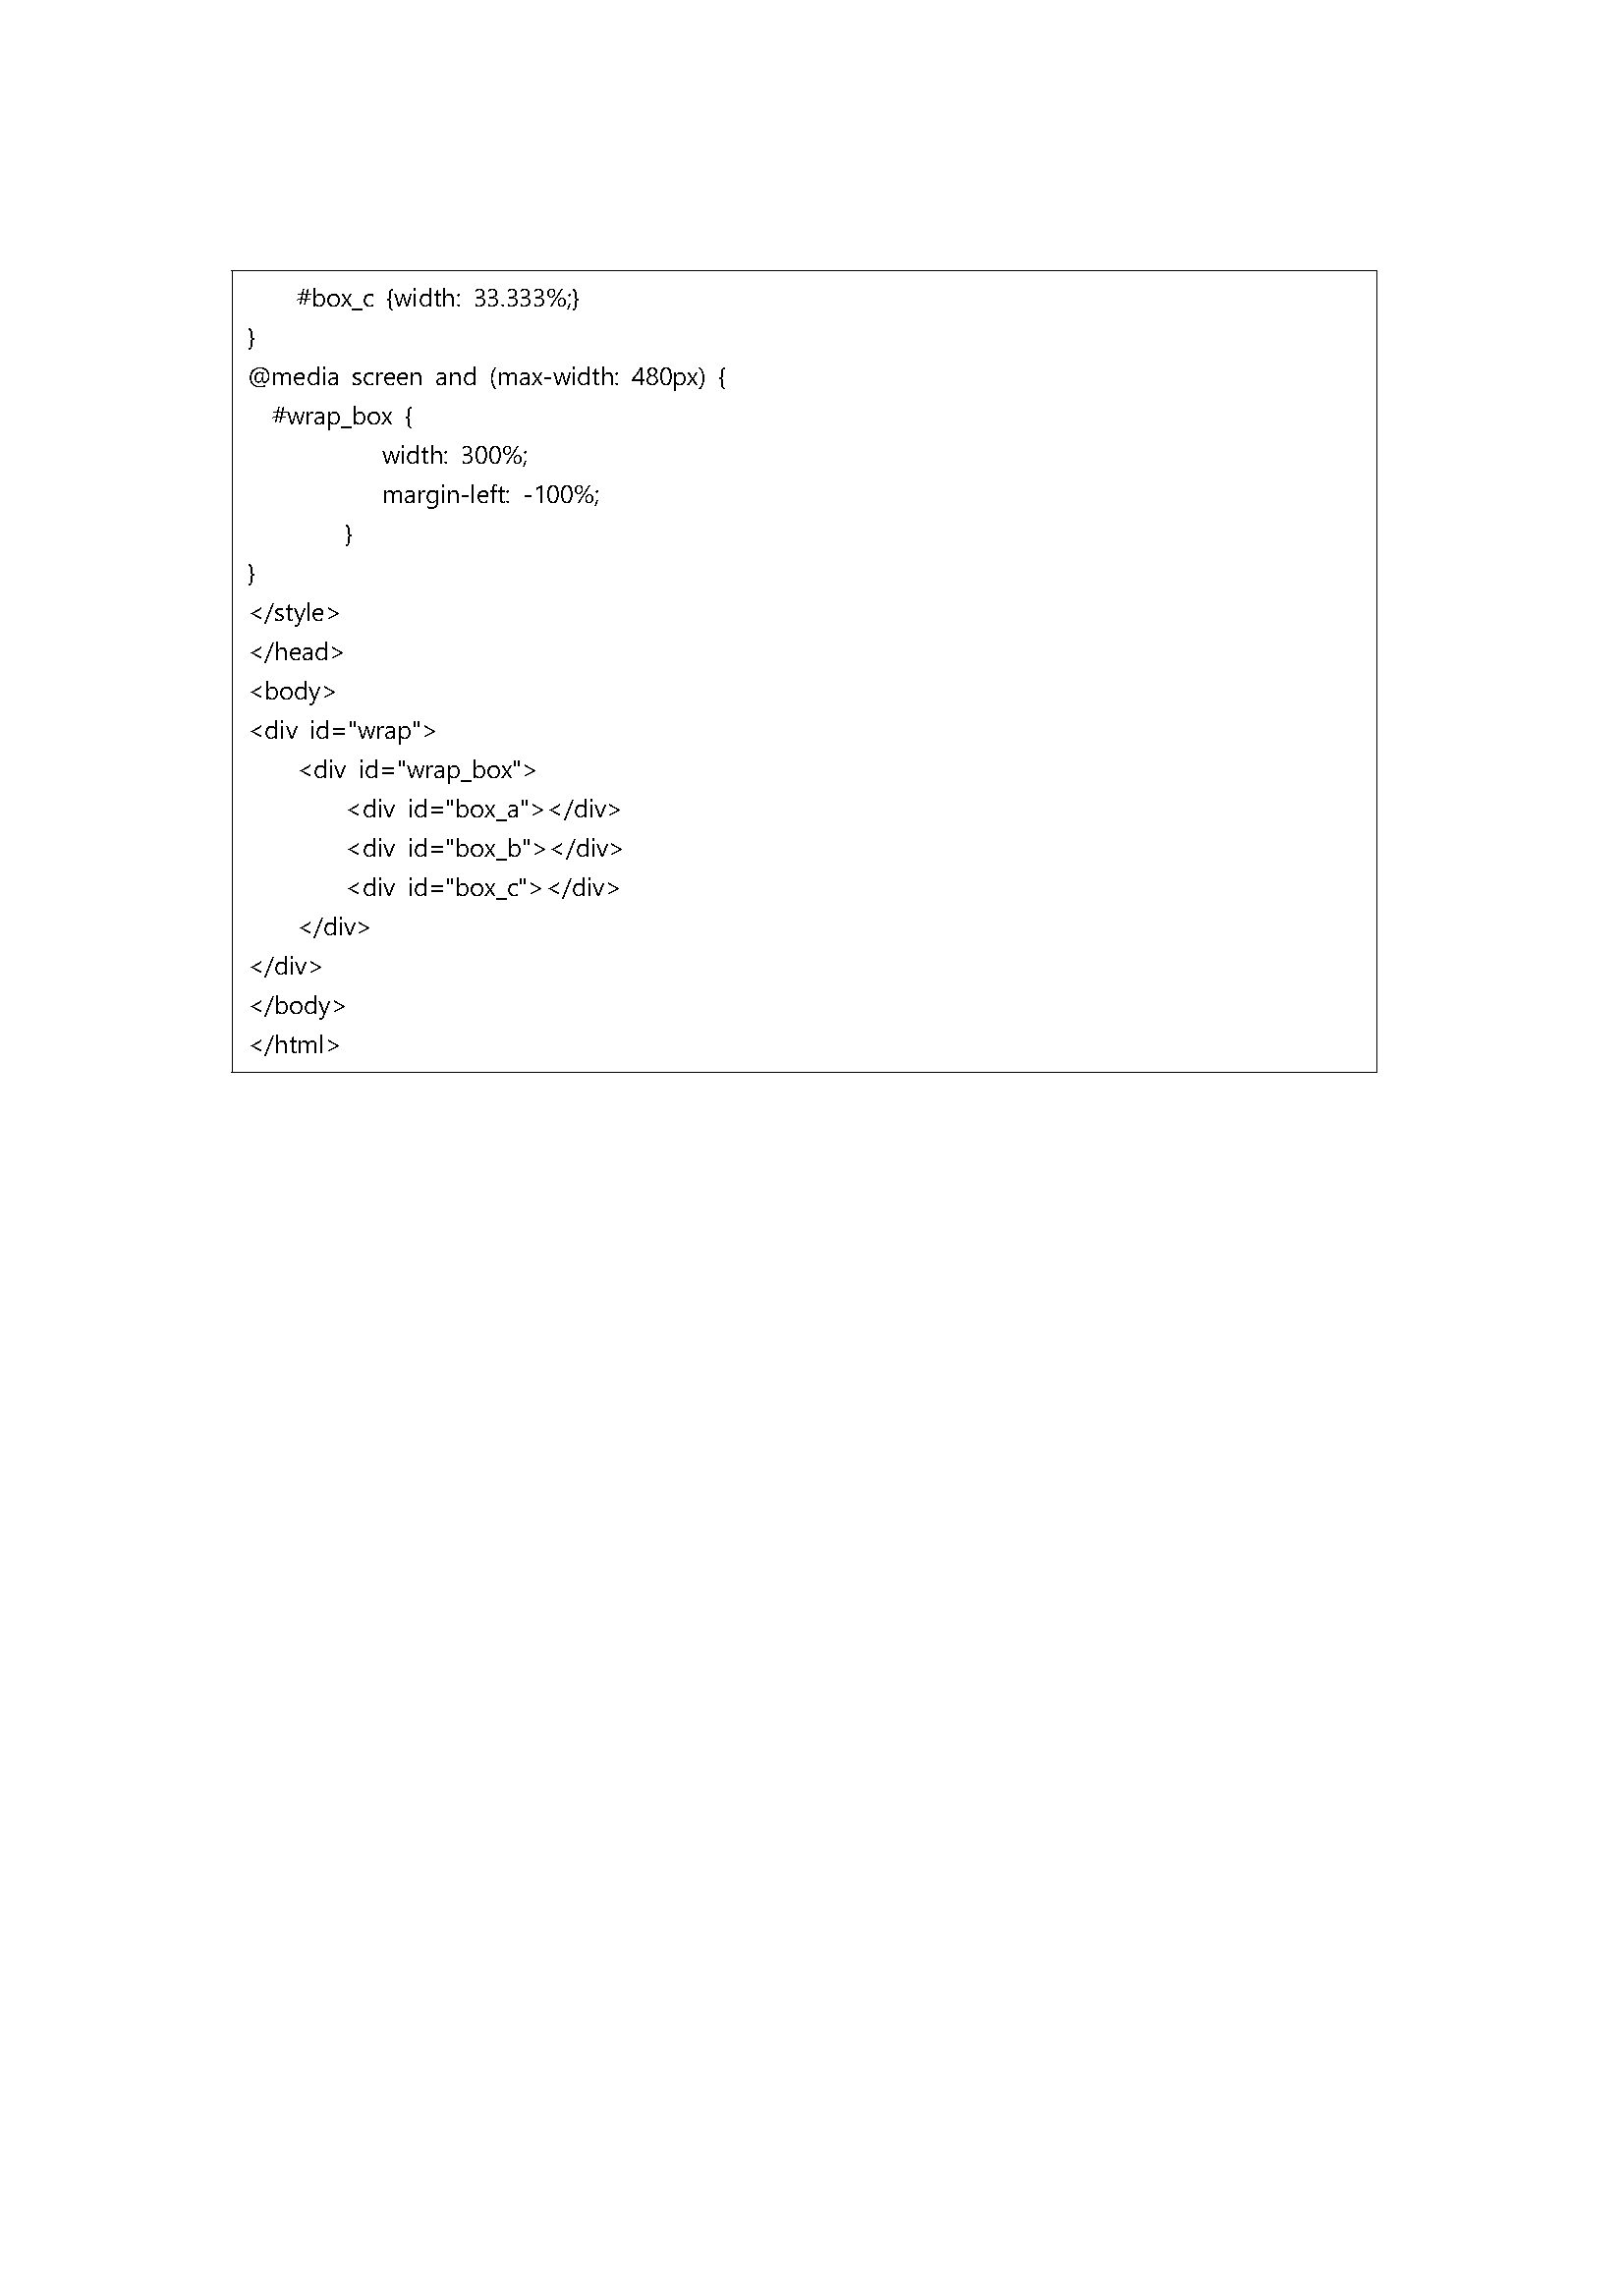 #box_c {width: 33.333%;}
}
@media screen and (max-width: 480px) {
#wrap_box {
width: 300%;
margin-left: -100%;
}
}
</style>
</head>
<body>
<div id="wrap">
<div id="wrap_box">
<div id="box_a"></div>
<div id="box_b"></div>
<div id="box_c"></div>
</div>
</div>
</body>
</html>